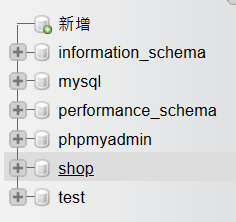 新增
information_schema
mysql
performance_schema
phpmyadmin
shop
test